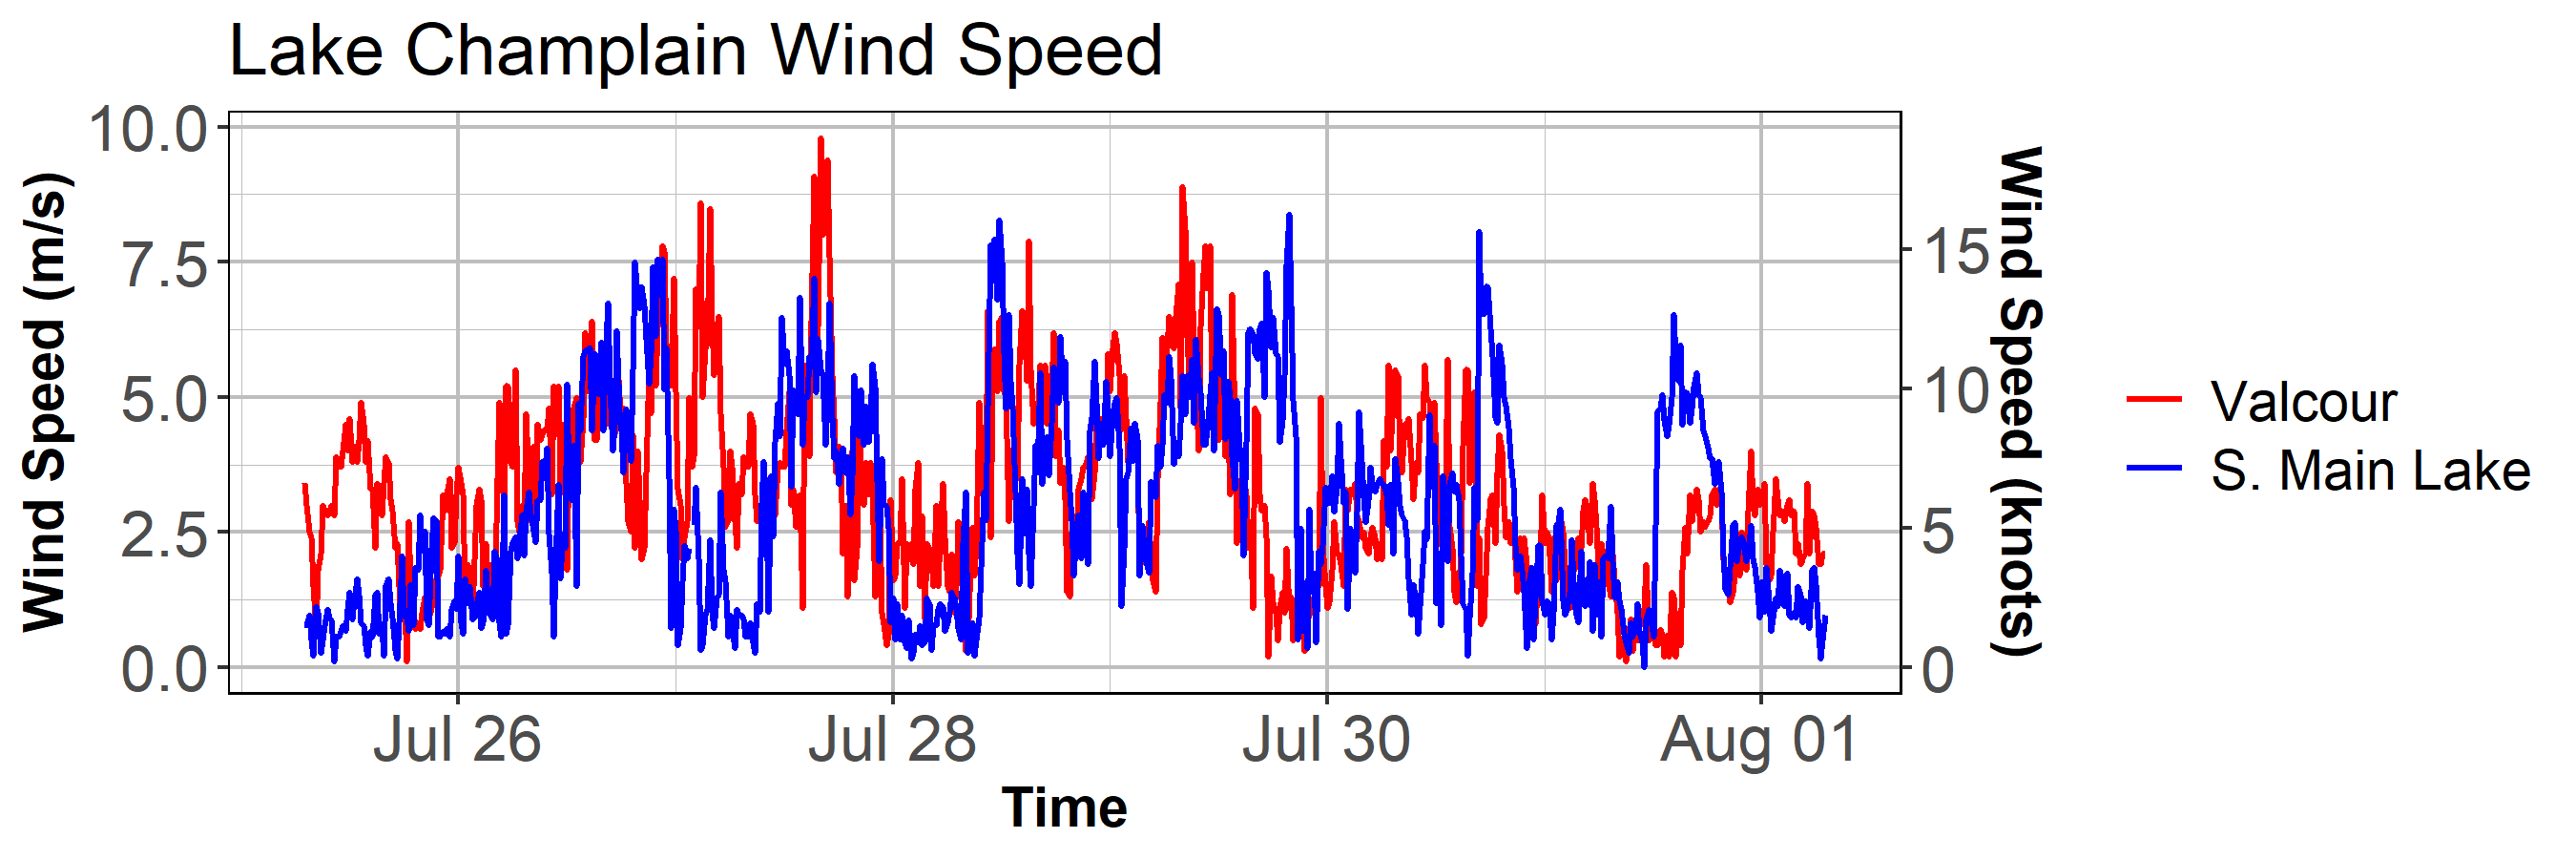 Lake Champlain Wind Speed
Wind Speed (m/s)
10.0
7.5
5.0
2.5
0.0
Jul 26
Jul 28
Jul 30
Aug 01
Time
15
10
5
0
Wind Speed (knots)
Valcour
S. Main Lake